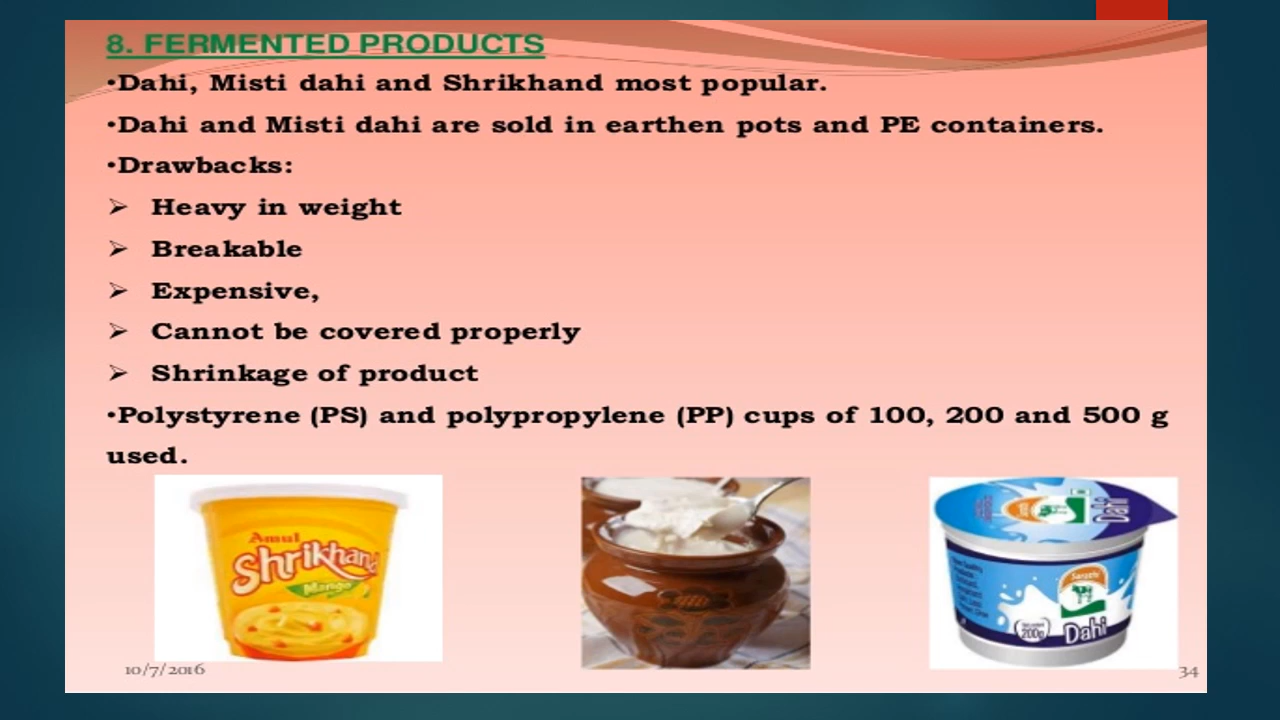 8. FERMENTED PRODUCTS
•Dahi, Misti dahi and Shrikhand most popular.
•Dahi and Misti dahi are sold in earthen pots and PE containers.
•Drawbacks:
➢ Heavy in weight
➢ Breakable
➢ Expensive,
➢ Cannot be covered properly
➢ Shrinkage of product
•Polystyrene (PS) and polypropylene (PP) cups of 100, 200 and 500 g
used.
Amul
Shrikhand
Mango
Dahi
Sarathi
200g
Dahi
10/7/2016
34